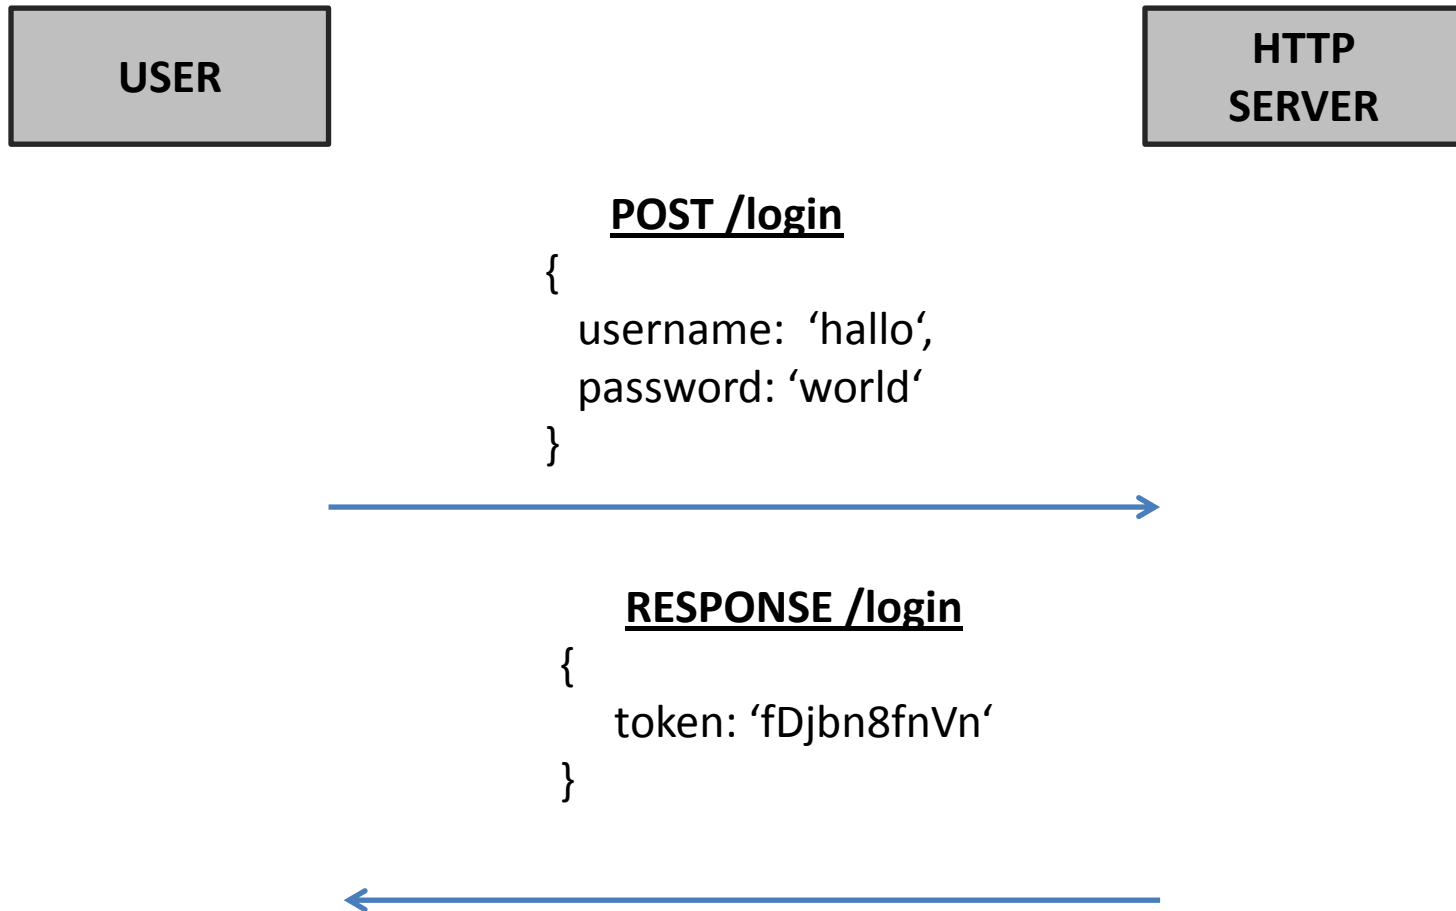 USER
HTTP
SERVER
POST /login
{
username: ‘hallo‘,
password: ‘world‘
}
RESPONSE /login
{
token: ‘fDjbn8fnVn‘
}